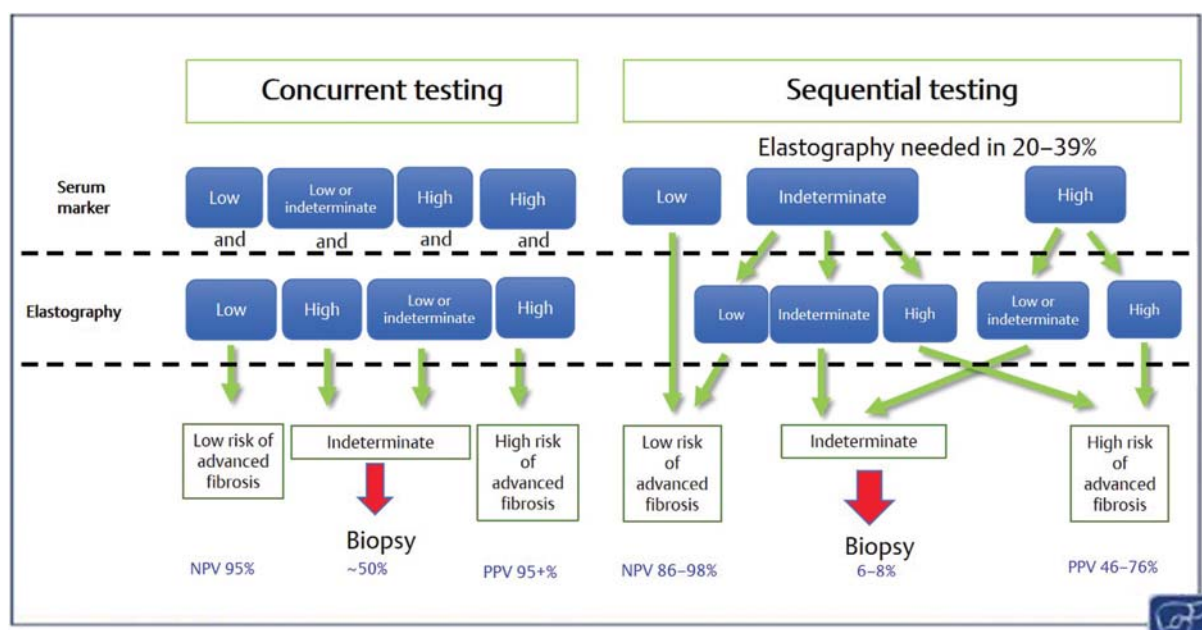 Concurrent testing
Sequential testing
Elastography needed in 20–39%
Serum
marker
Low
Low or
indeterminate
High
High
Low
Indeterminate
High
and
and
and
and
Elastography
Low
High
Low or
indeterminate
High
Low
Indeterminate
High
Low or
indeterminate
High
Low risk of
advanced
fibrosis
Indeterminate
High risk
of
advanced
fibrosis
Low risk
of
advanced
fibrosis
Indeterminate
High risk
of
advanced
fibrosis
Biopsy
Biopsy
NPV 95%
~50%
PPV 95+%
NPV 86–98%
6–8%
PPV 46–76%